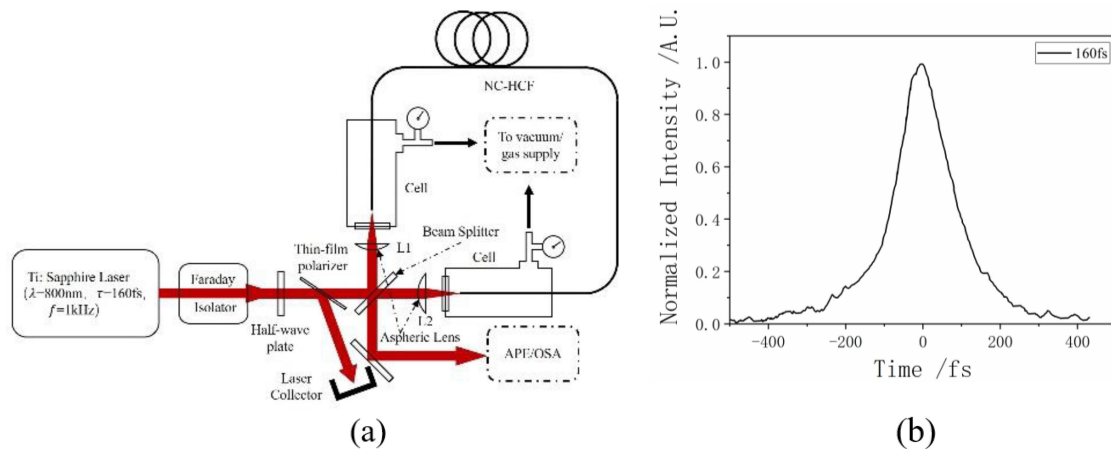 NC-HCF
To vacuum/
gas supply
Cell
Beam Splitter
Thin-film
polarizer
L1
Cell
Ti: Sapphire Laser
(λ=800nm、τ=160fs,
f=1kHz)
Faraday
Isolator
Half-wave
plate
L2
Aspheric Lens
APE/OSA
Laser
Collector
(a)
Normalized Intensity /A.U.
160fs
1.0
0.8
0.6
0.4
0.2
0.0
-400
-200
0
200
400
Time /fs
(b)